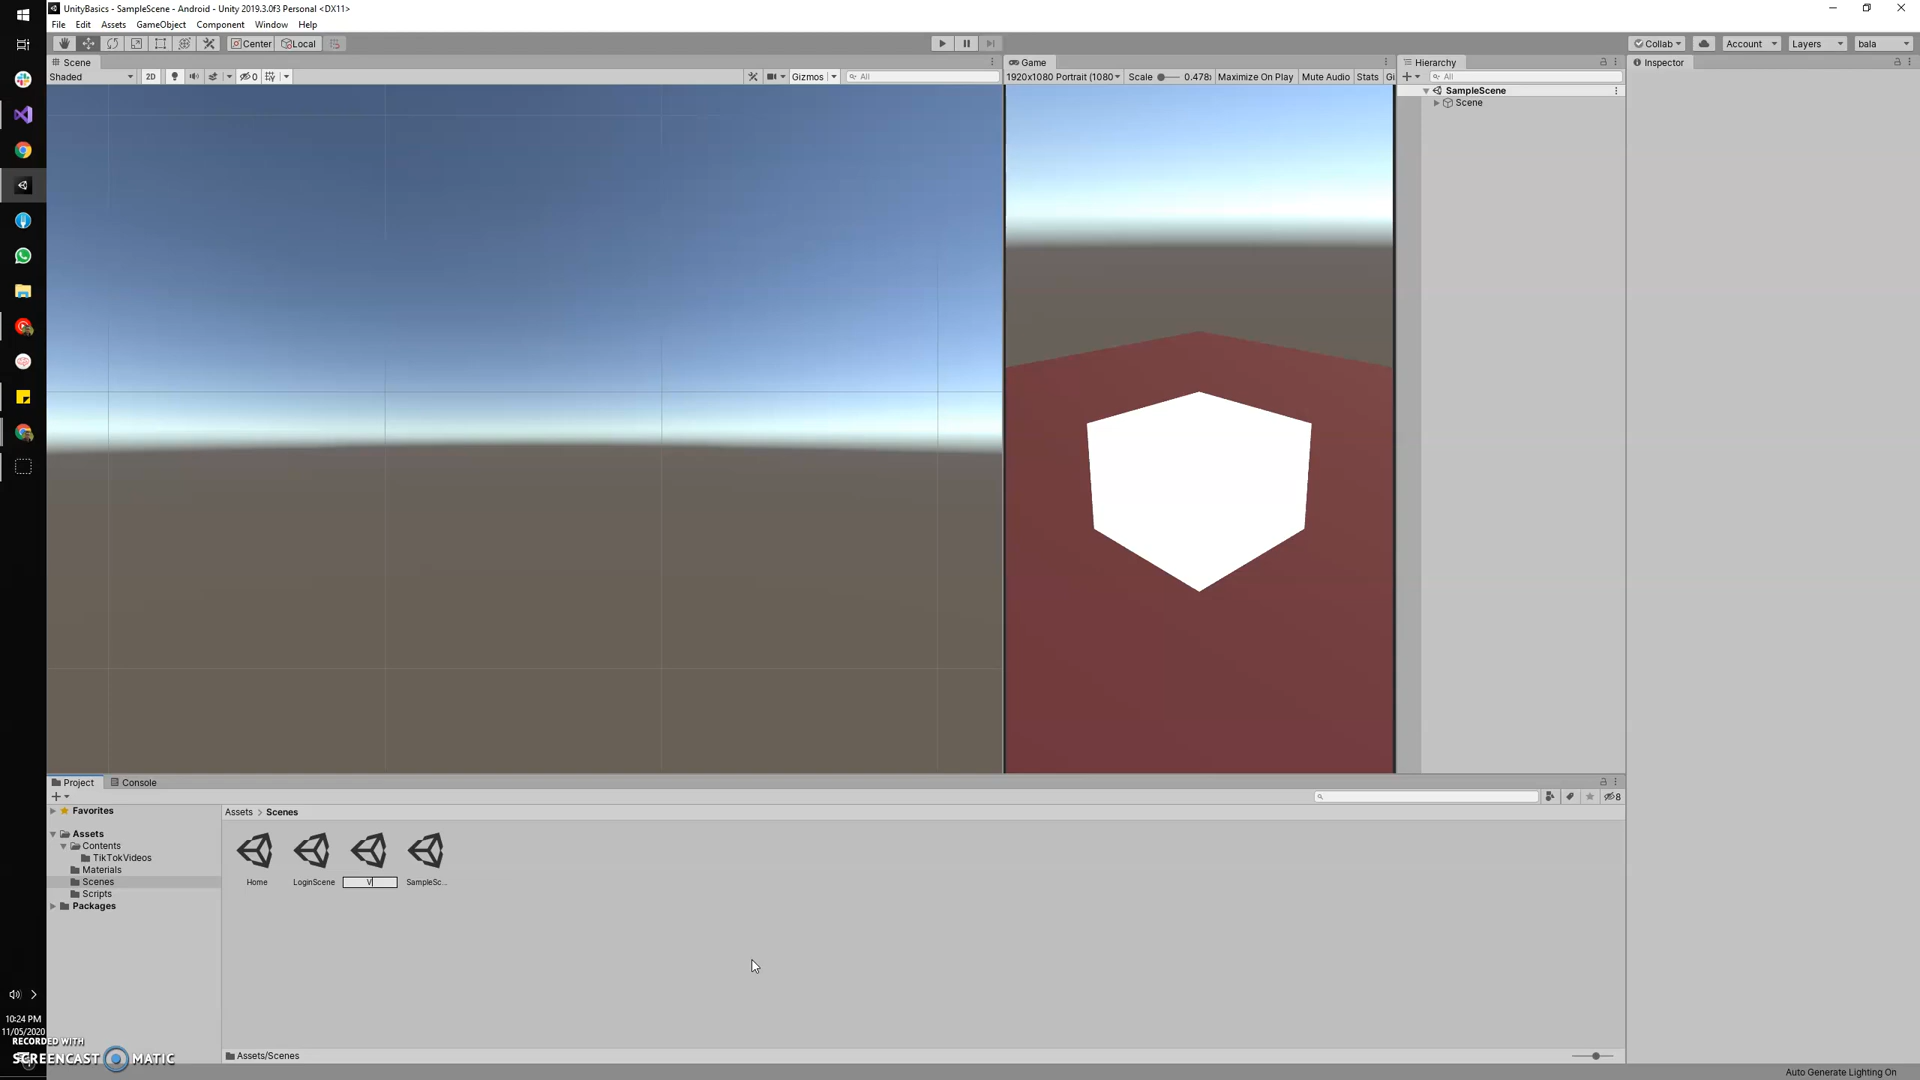 UnityBasics - SampleScene - Android - Unity 2019.3.0f3 Personal <DX11>
File Edit Assets GameObject Component Window Help
Center Local
Collab Account Layers bala
Scene
Game
Hierarchy
Inspector
Shaded 2D 0 Gizmos All
1920x1080 Portrait (1080 Scale 0.478 Maximize On Play Mute Audio Stats Gi
All
SampleScene
Scene
Project Console
8
Favorites
Assets
Contents
TikTokVideos
Materials
Scenes
Scripts
Packages
Assets > Scenes
Home LoginScene V SampleSc...
Assets/Scenes
10:24 PM
11/05/2020
RECORDED WITH
SCREENCAST MATIC
Auto Generate Lighting On